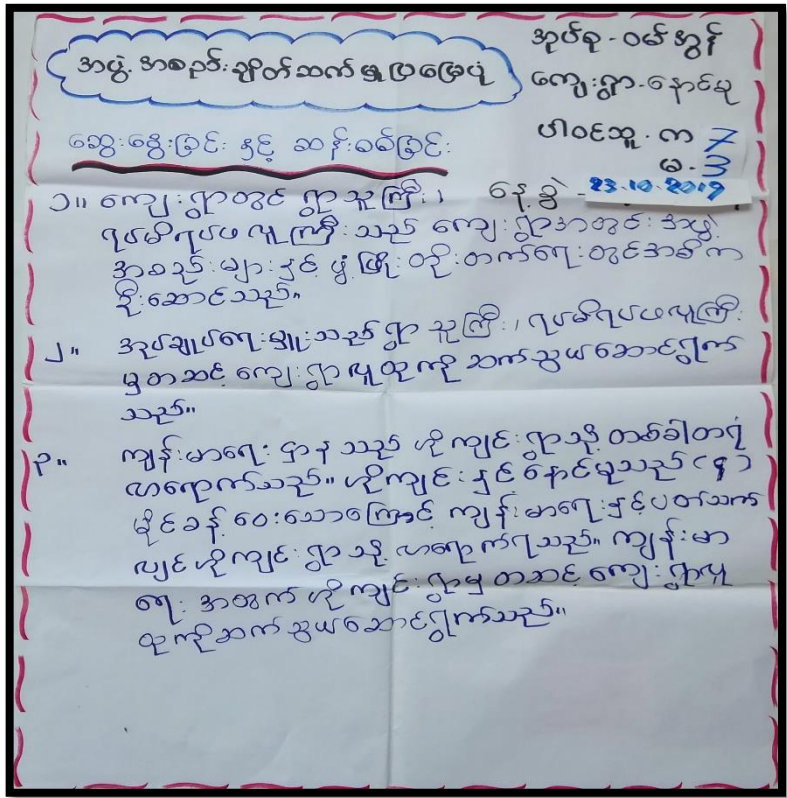 အဖွဲ့အစည်းချိတ်ဆက်မှုပြမြေပုံ
အုပ်စု - ဝမ်အွန်
ကျေးရွာ - နောင်မု
ပါဝင်သူ - က 7
မ - 3
နေ့စွဲ - 23.10.2019
ဆွေးနွေးခြင်း နှင့် ဆန်းစစ်ခြင်း
၁။ ကျေးရွာတွင် ရွာသူကြီး၊
ရပ်မိရပ်ဖလူကြီးသည် ကျေးရွာအတွင်းအဖွဲ့
အစည်းများနှင့် ဖွံ့ဖြိုးတိုးတက်ရေးတွင်အဓိက
ဦးဆောင်သည်။
၂။ အုပ်ချုပ်ရေးမှူးသည် ရွာသူကြီး၊ ရပ်မိရပ်ဖလူကြီး
မှတဆင့် ကျေးရွာလူထုကို ဆက်သွယ်ဆောင်ရွက်
သည်။
၃။ ကျန်းမာရေးဌာနသည် ဟိုကျင်းရွာသို့ တစ်ခါတရံ
လာရောက်သည်။ ဟိုကျင်းနှင့်နောင်မုသည် (၄)
မိုင်ခန့် ဝေးသောကြောင့် ကျန်းမာရေးနှင့်ပတ်သက်
လျှင် ဟိုကျင်းရွာသို့ လာရောက်ရသည်။ ကျန်းမာ
ရေးအတွက် ဟိုကျင်းရွာမှတဆင့် ကျေးရွာလူ
ထုကိုဆက်သွယ်ဆောင်ရွက်သည်။